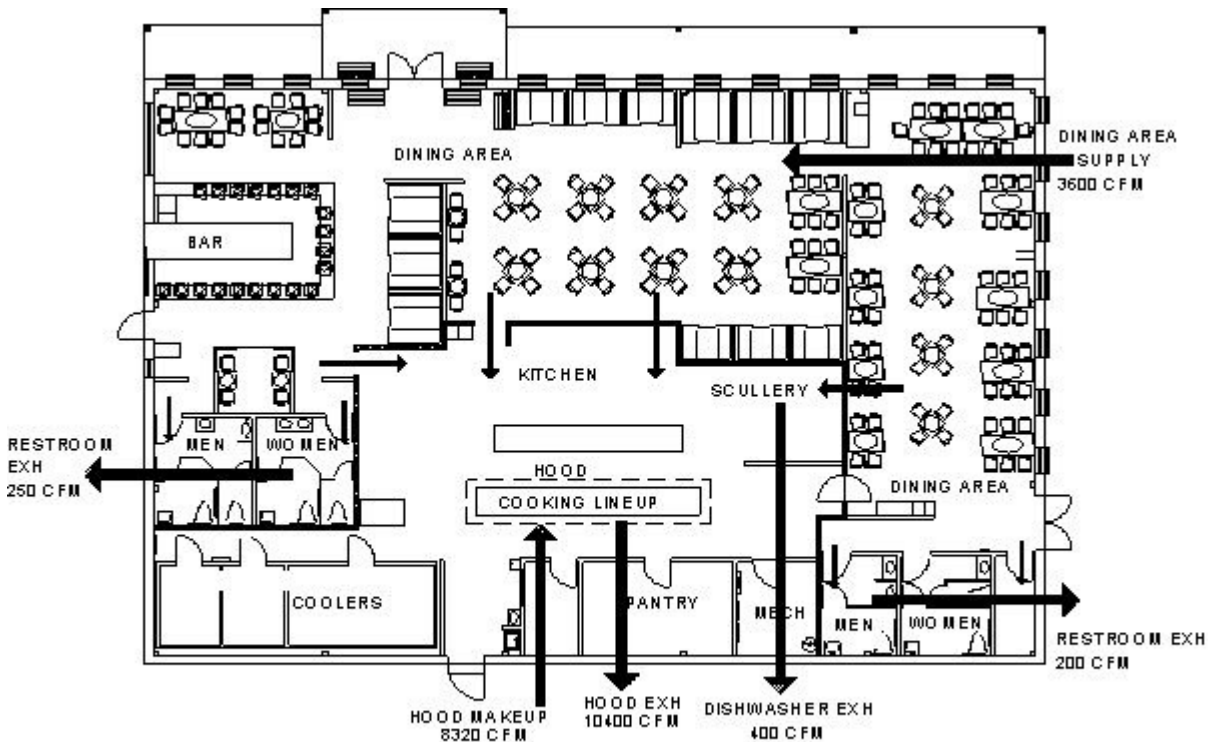 DINING AREA
DINING AREA
SUPPLY
3600 CFM
BAR
KITCHEN
SCULLERY
RESTROOM
EXH
250 CFM
MEN
WOMEN
HOOD
COOKING LINEUP
DINING AREA
COOLERS
PANTRY
MECH
MEN
WOMEN
RESTROOM EXH
200 CFM
HOOD MAKEUP
8320 CFM
HOOD EXH
10400 CFM
DISHWASHER EXH
400 CFM